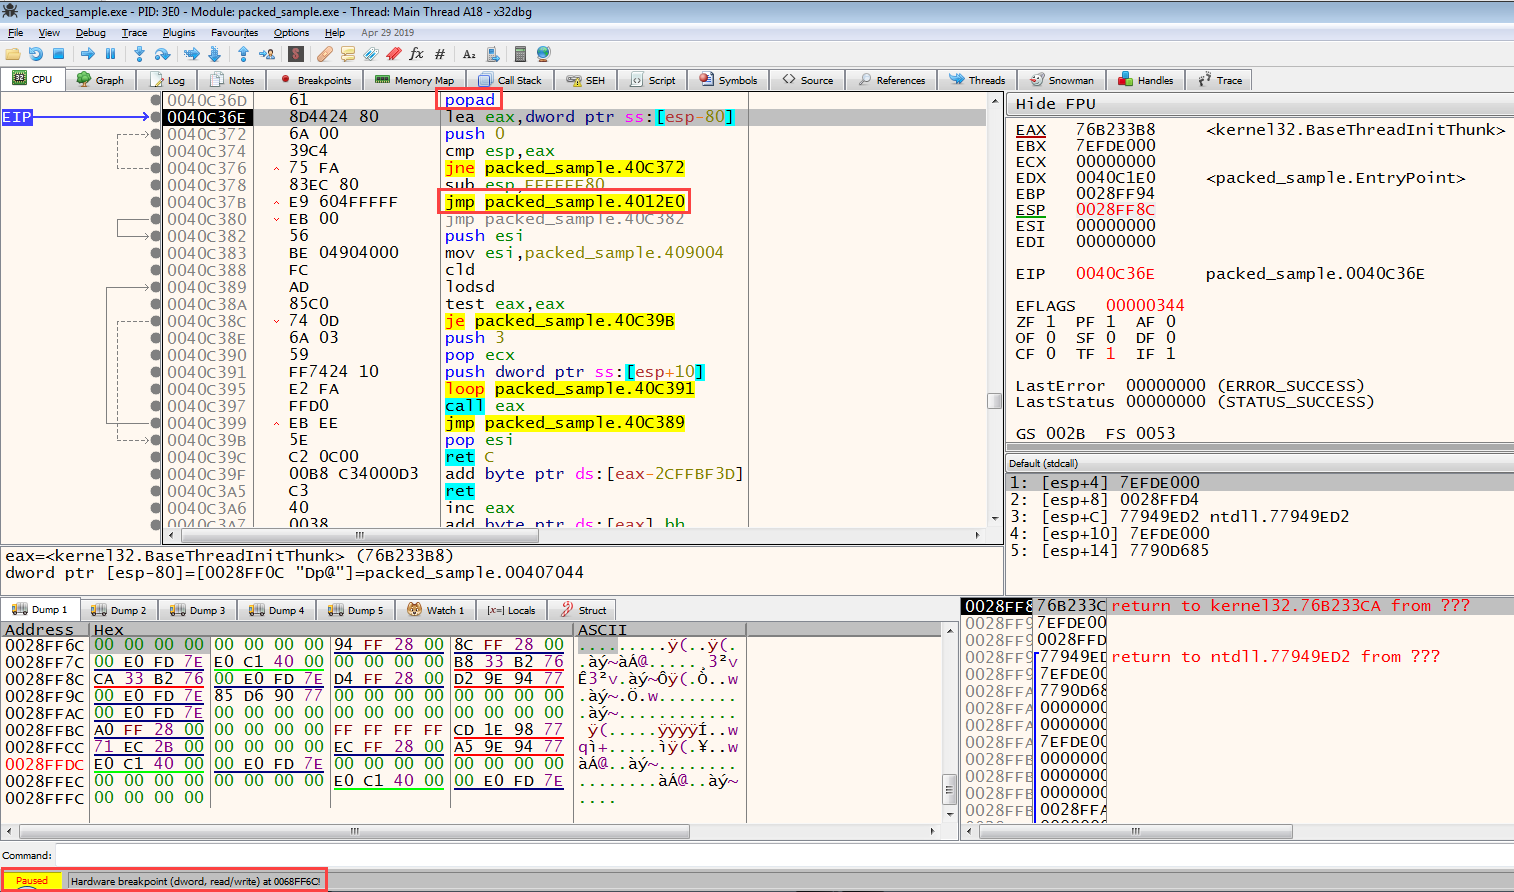 packed_sample.exe - PID: 3E0 - Module: packed_sample.exe - Thread: Main Thread A18 - x32dbg
File View Debug Trace Plugins Favourites Options Help Apr 29 2019
CPU Graph Log Notes Breakpoints Memory Map Call Stack SEH Script Symbols Source References Threads Snowman Handles Trace
0040C36D 61 popad
EIP 0040C36E 8D4424 80 lea eax,dword ptr ss:[esp-80]
0040C372 6A 00 push 0
0040C374 39C4 cmp esp,eax
0040C376 75 FA jne packed_sample.40C372
0040C378 83EC 80 sub esp,FFFFFF80
0040C37B E9 604FFFFF jmp packed_sample.4012E0
0040C380 EB 00 jmp packed_sample.40C382
0040C382 56 push esi
0040C383 BE 04904000 mov esi,packed_sample.409004
0040C388 FC cld
0040C389 AD lodsd
0040C38A 85C0 test eax,eax
0040C38C 74 0D je packed_sample.40C39B
0040C38E 6A 03 push 3
0040C390 59 pop ecx
0040C391 FF7424 10 push dword ptr ss:[esp+10]
0040C395 E2 FA loop packed_sample.40C391
0040C397 FFD0 call eax
0040C399 EB EE jmp packed_sample.40C389
0040C39B 5E pop esi
0040C39C C2 0C00 ret C
0040C39F 00B8 C34000D3 add byte ptr ds:[eax-2CFFBF3D]
0040C3A5 C3 ret
0040C3A6 40 inc eax
0040C3A7 0038 add byte ptr ds:[eax] bh
Hide FPU
EAX 76B233B8 <kernel32.BaseThreadInitThunk>
EBX 7EFDE000
ECX 00000000
EDX 0040C1E0 <packed_sample.EntryPoint>
EBP 0028FF94
ESP 0028FF8C
ESI 00000000
EDI 00000000
EIP 0040C36E packed_sample.0040C36E
EFLAGS 00000344
ZF 1 PF 1 AF 0
OF 0 SF 0 DF 0
CF 0 TF 1 IF 1
LastError 00000000 (ERROR_SUCCESS)
LastStatus 00000000 (STATUS_SUCCESS)
GS 002B FS 0053
Default (stdcall)
1: [esp+4] 7EFDE000
2: [esp+8] 0028FFD4
3: [esp+C] 77949ED2 ntdll.77949ED2
4: [esp+10] 7EFDE000
5: [esp+14] 7790D685
eax=<kernel32.BaseThreadInitThunk> (76B233B8)
dword ptr [esp-80]=[0028FF0C "Dp@"]=packed_sample.00407044
Dump 1 Dump 2 Dump 3 Dump 4 Dump 5 Watch 1 [x=] Locals Struct
Address Hex ASCII
0028FF6C 00 00 00 00 00 00 00 00 94 FF 28 00 8C FF 28 00 .........ÿ(..ÿ(.
0028FF7C 00 E0 FD 7E E0 C1 40 00 00 00 00 00 B8 33 B2 76 .àý~àÁ@.....¸3²v
0028FF8C CA 33 B2 76 00 E0 FD 7E D4 FF 28 00 D2 9E 94 77 Ê3²v.àý~Ôÿ(.Ò..w
0028FF9C 00 E0 FD 7E 85 D6 90 77 00 00 00 00 00 00 00 00 .àý~.Ö.w........
0028FFAC 00 E0 FD 7E 00 00 00 00 00 00 00 00 00 00 00 00 .àý~............
0028FFBC A0 FF 28 00 00 00 00 00 FF FF FF FF CD 1E 98 77 ÿ(.....ÿÿÿÿÍ..w
0028FFCC 71 EC 2B 00 00 00 00 00 EC FF 28 00 A5 9E 94 77 qì+.....ìÿ(.¥..w
0028FFDC E0 C1 40 00 00 E0 FD 7E 00 00 00 00 00 00 00 00 àÁ@..àý~........
0028FFEC 00 00 00 00 00 00 00 00 E0 C1 40 00 00 E0 FD 7E ........àÁ@..àý~
0028FFFC 00 00 00 00 ....
0028FF8 76B233C return to kernel32.76B233CA from ???
0028FF9 7EFDE00
0028FF9 0028FFD
0028FF9 77949ED return to ntdll.77949ED2 from ???
0028FF9 7EFDE00
0028FFA 7790D68
0028FFA 0000000
0028FFA 0000000
0028FFA 7EFDE00
0028FFB 0000000
0028FFB 0000000
0028FFB 0000000
0028FFB 0028FFA
Command:
Paused Hardware breakpoint (dword, read/write) at 0068FF6C!